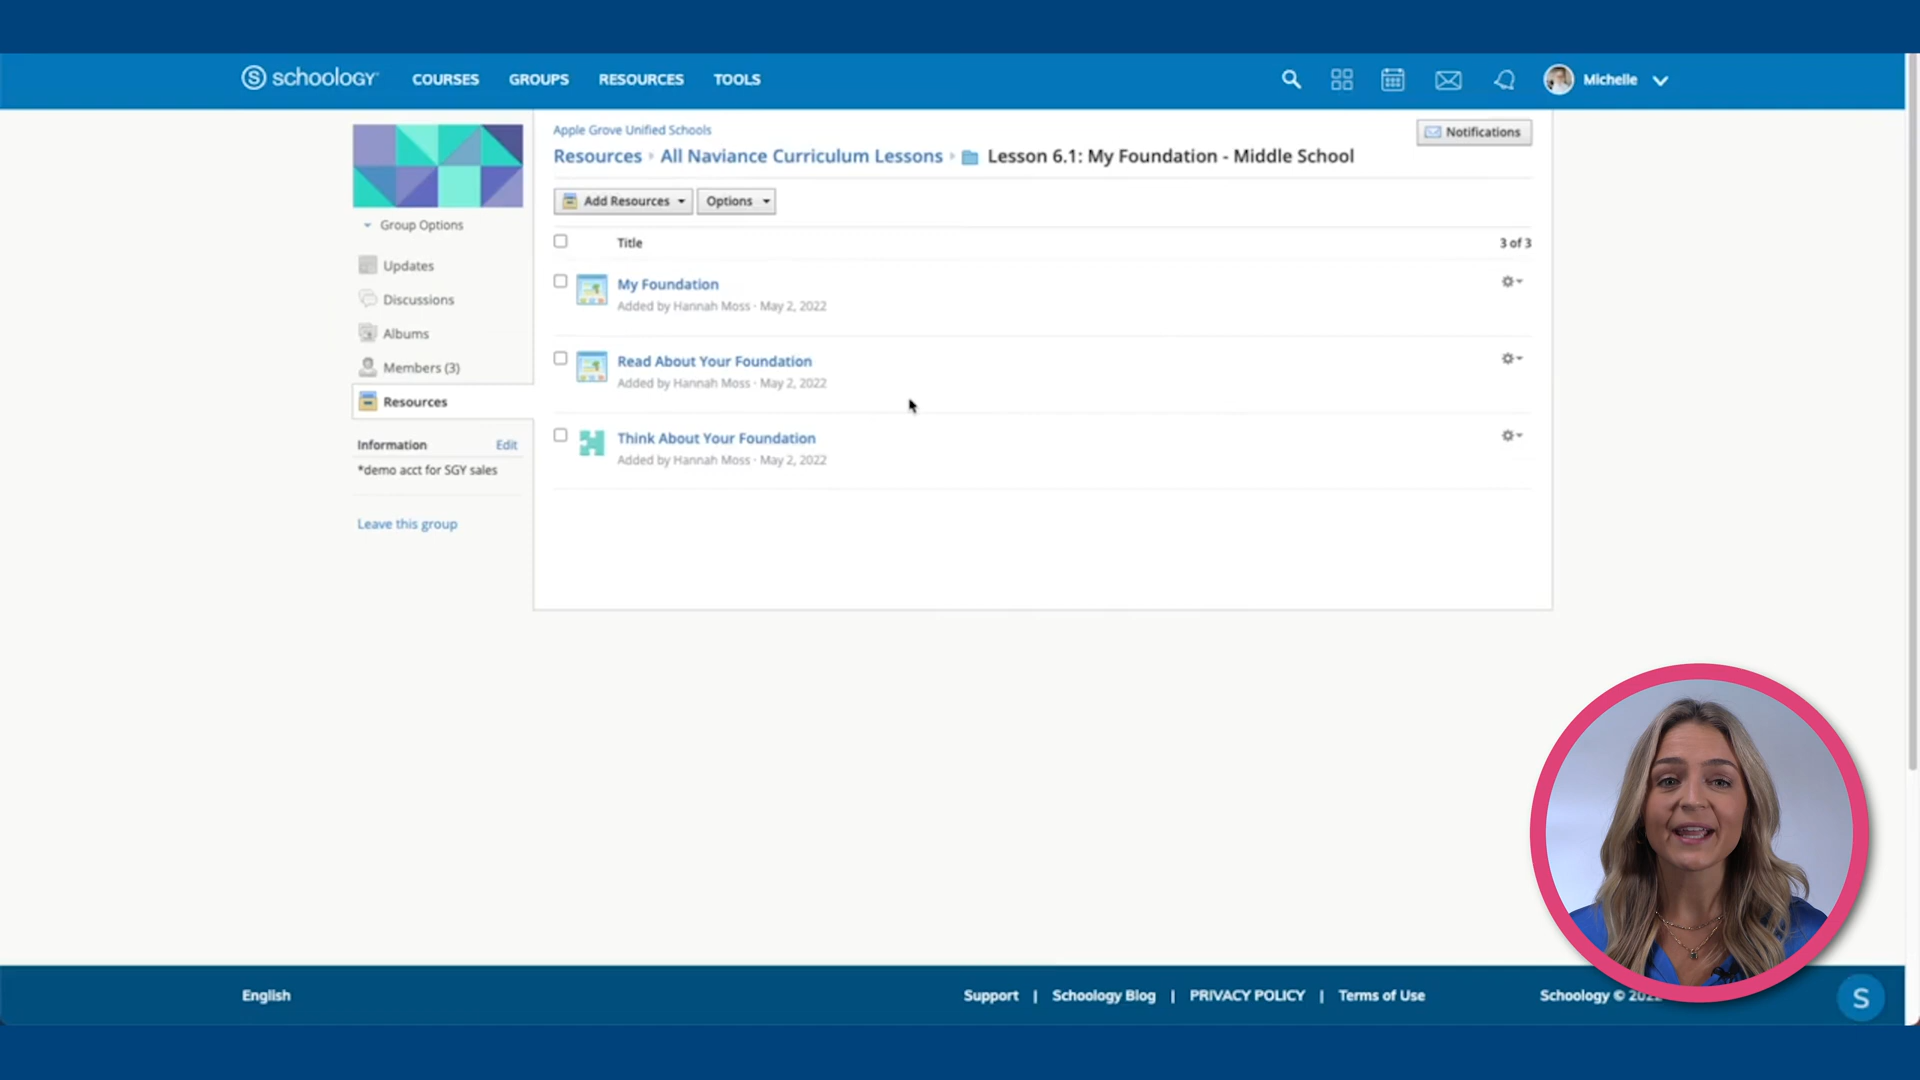 schoology COURSES GROUPS RESOURCES TOOLS Michelle
Apple Grove Unified Schools
Notifications
Resources All Naviance Curriculum Lessons Lesson 6.1: My Foundation - Middle School
Add Resources Options
Group Options
Title 3 of 3
Updates
My Foundation
Added by Hannah Moss · May 2, 2022
Discussions
Albums
Read About Your Foundation
Members (3)
Added by Hannah Moss · May 2, 2022
Resources
Information Edit
Think About Your Foundation
*demo acct for SGY sales
Added by Hannah Moss · May 2, 2022
Leave this group
English Support | Schoology Blog | PRIVACY POLICY | Terms of Use Schoology ©
S